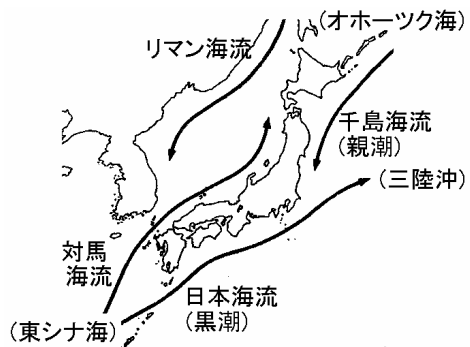 (オホーツク海)
リマン海流
千島海流
(親潮)
(三陸沖)
対馬
海流
日本海流
(黒潮)
(東シナ海)